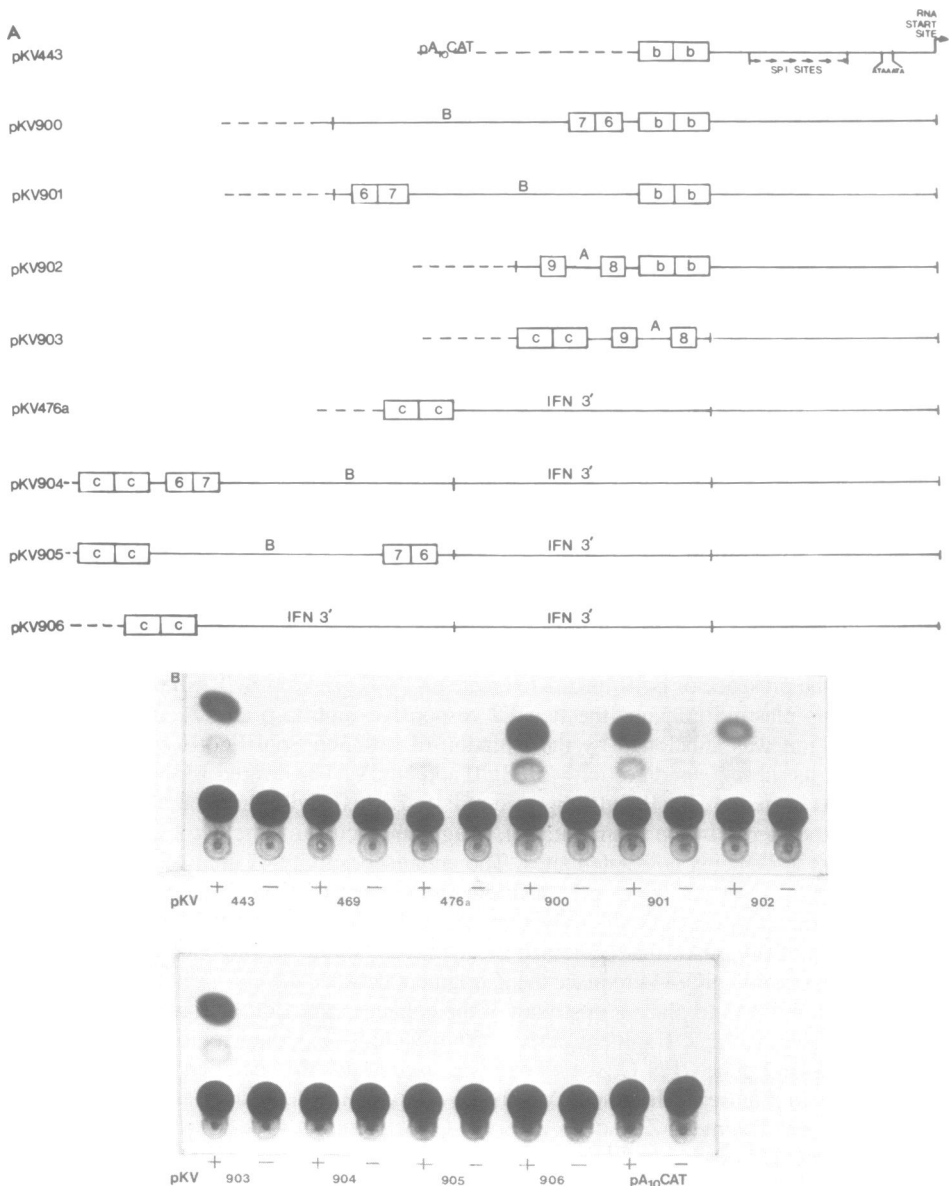 A
RNA
START
SITE
pKV443
pA10CAT
b b
SP1 SITES
ATAAATA
pKV900
B
7 6
b b
pKV901
6 7
B
b b
pKV902
9
A
8
b b
pKV903
c c
9
A
8
pKV476a
c c
IFN 3′
pKV904
c c
6 7
B
IFN 3′
pKV905
c c
B
7 6
IFN 3′
pKV906
c c
IFN 3′
IFN 3′
B
+ − + − + − + − + − + −
pKV 443 469 476a 900 901 902
+ − + − + − + − + −
pKV 903 904 905 906 pA10CAT